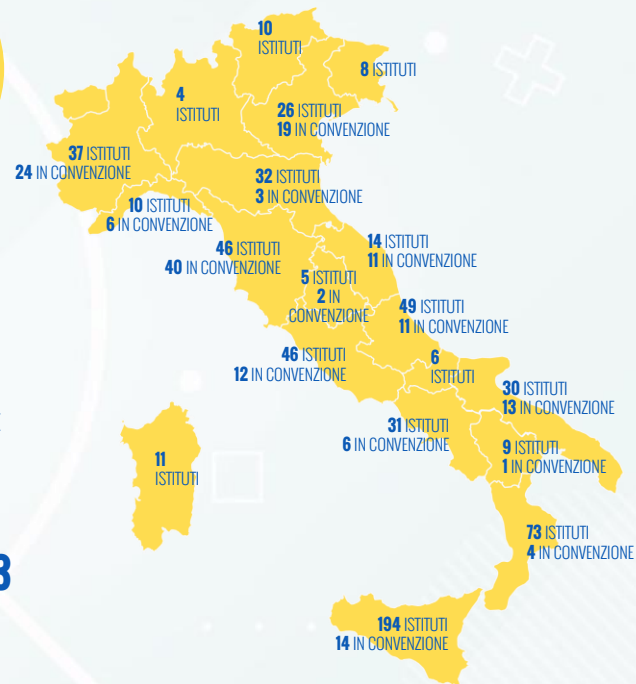 10
ISTITUTI
8 ISTITUTI
4
ISTITUTI
26 ISTITUTI
19 IN CONVENZIONE
37 ISTITUTI
24 IN CONVENZIONE
32 ISTITUTI
3 IN CONVENZIONE
10 ISTITUTI
6 IN CONVENZIONE
46 ISTITUTI
40 IN CONVENZIONE
14 ISTITUTI
11 IN CONVENZIONE
5 ISTITUTI
2 IN
CONVENZIONE
49 ISTITUTI
11 IN CONVENZIONE
46 ISTITUTI
12 IN CONVENZIONE
6
ISTITUTI
30 ISTITUTI
13 IN CONVENZIONE
31 ISTITUTI
6 IN CONVENZIONE
9 ISTITUTI
1 IN CONVENZIONE
11
ISTITUTI
73 ISTITUTI
4 IN CONVENZIONE
194 ISTITUTI
14 IN CONVENZIONE